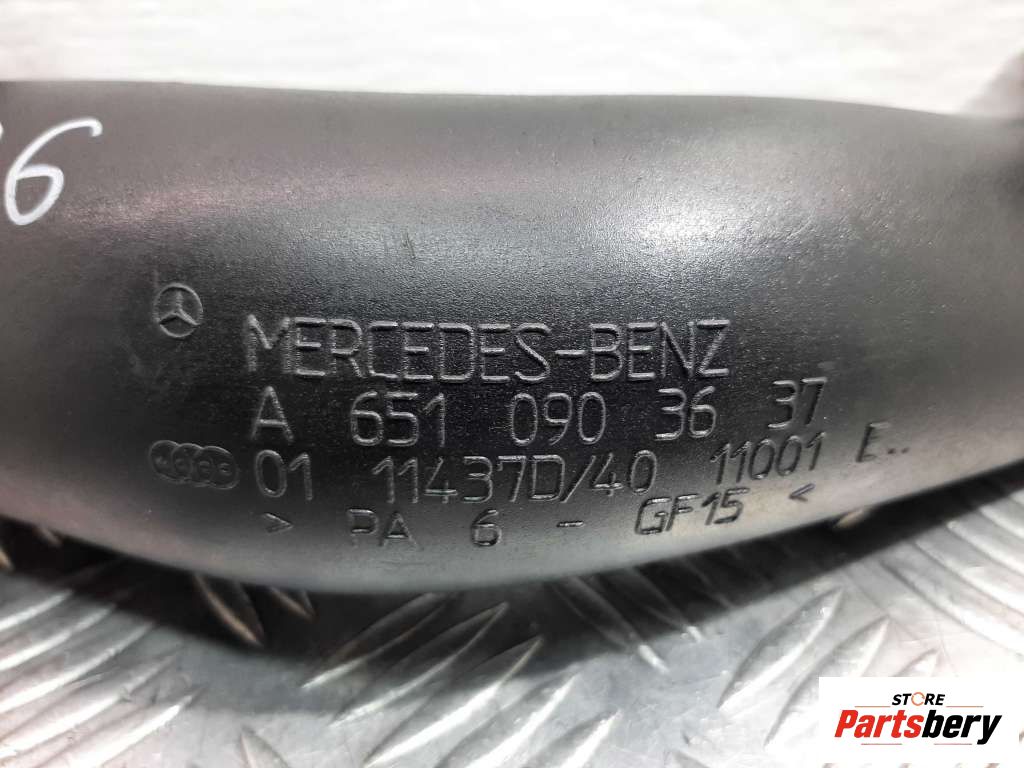 6
MERCEDES-BENZ
A 651 090 36 37
01 11437D/40 11001 E..
> PA 6 - GF15 <
STORE
Partsbery